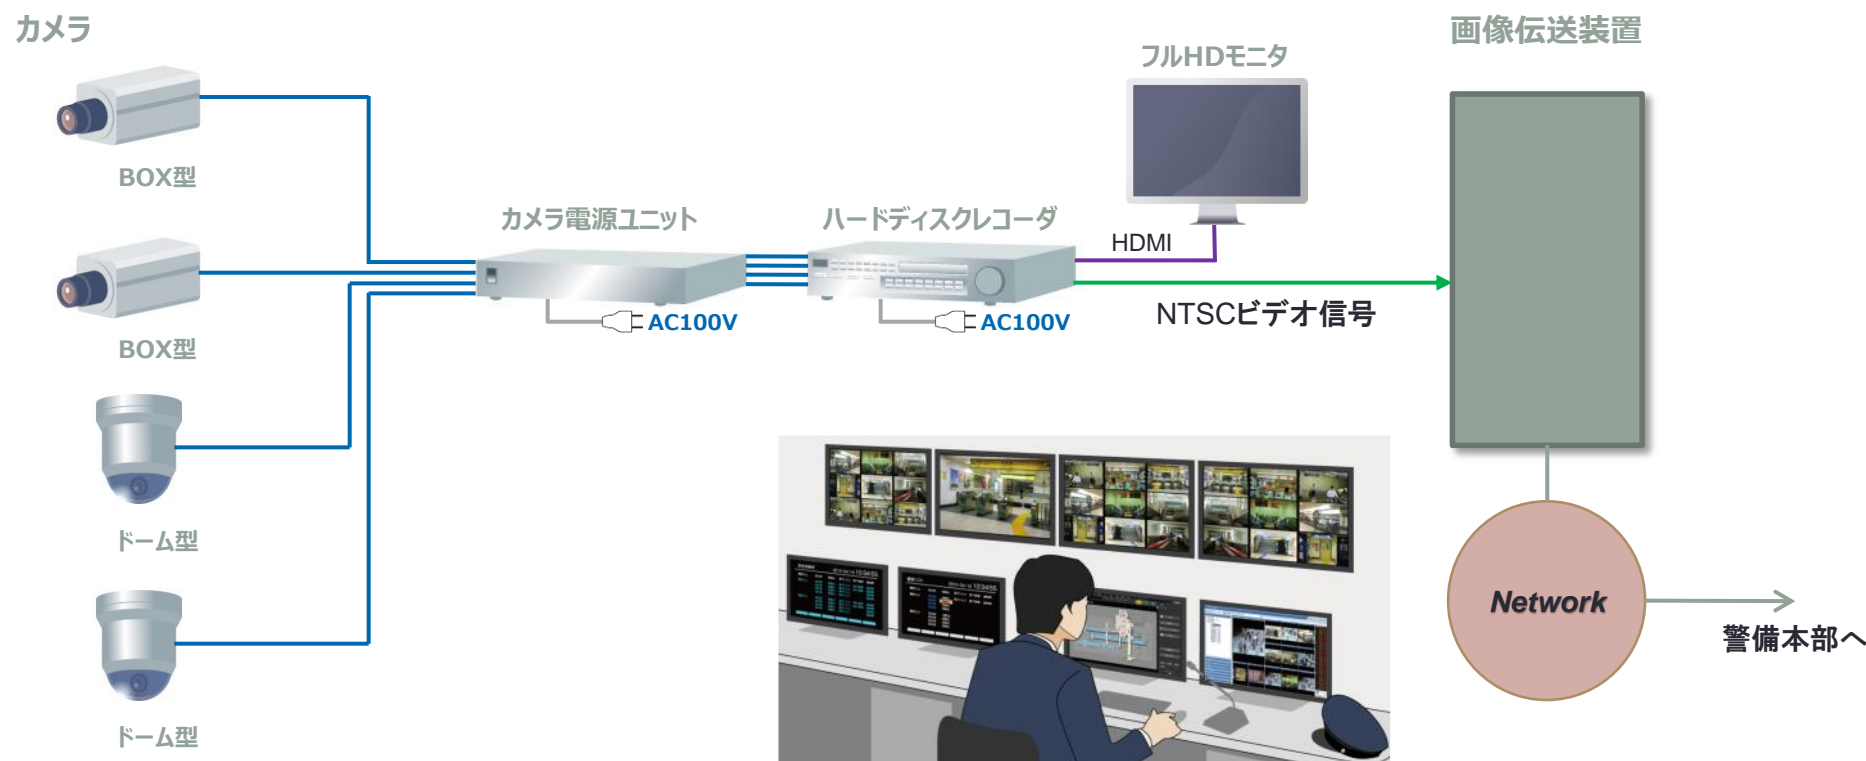 カメラ
画像伝送装置
フルHDモニタ
BOX型
カメラ電源ユニット
ハードディスクレコーダ
HDMI
AC100V
AC100V
NTSCビデオ信号
BOX型
ドーム型
Network
警備本部へ
ドーム型